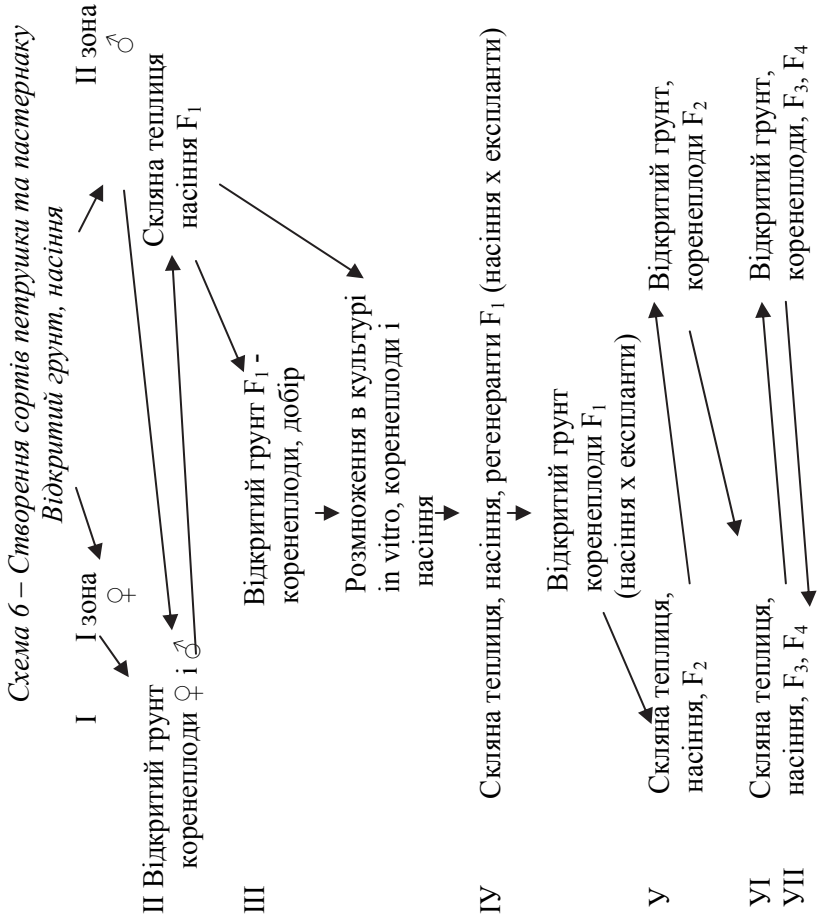 Схема 6 – Створення сортів петрушки та пастернаку
Відкритий грунт, насіння
I
I зона
♀
II зона
♂
II Відкритий грунт
коренеплоди ♀ і ♂
Скляна теплиця
насіння F₁
III
Відкритий грунт F₁ -
коренеплоди, добір
Розмноження в культурі
in vitro, коренеплоди і
насіння
ІУ
Скляна теплиця, насіння, регенеранти F₁ (насіння х експланти)
Відкритий грунт
коренеплоди F₁
(насіння х експланти)
У
Скляна теплиця,
насіння, F₂
Відкритий грунт,
коренеплоди F₂
УІ
УІІ
Скляна теплиця,
насіння, F₃, F₄
Відкритий грунт,
коренеплоди, F₃, F₄